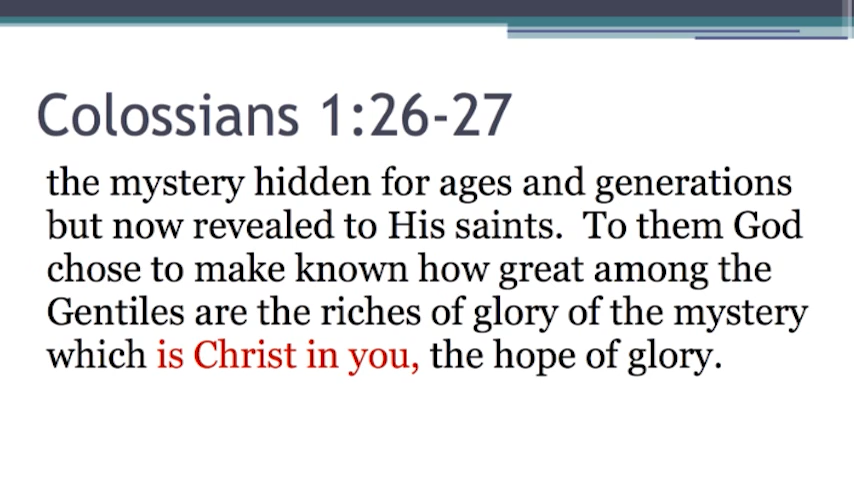 Colossians 1:26-27
the mystery hidden for ages and generations
but now revealed to His saints.  To them God
chose to make known how great among the
Gentiles are the riches of glory of the mystery
which is Christ in you, the hope of glory.